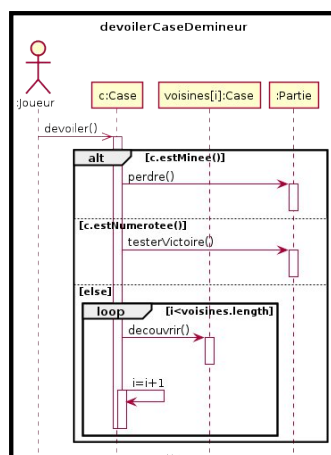 devoilerCaseDemineur
:Joueur
c:Case
voisines[i]:Case
:Partie
devoiler()
alt
[c.estMinee()]
perdre()
[c.estNumerotee()]
testerVictoire()
[else]
loop
[i<voisines.length]
decouvrir()
i=i+1